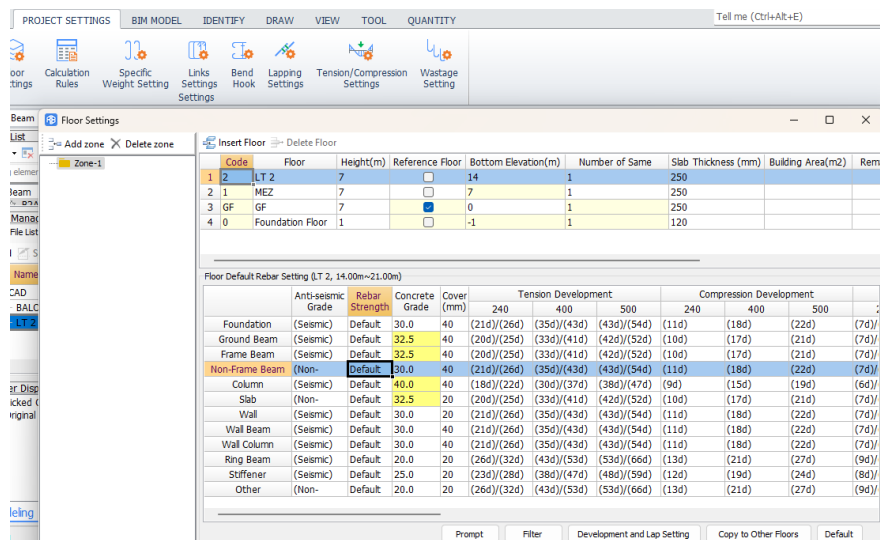 PROJECT SETTINGS BIM MODEL IDENTIFY DRAW VIEW TOOL QUANTITY Tell me (Ctrl+Alt+E)
Calculation Rules
Specific Weight Setting
Links Settings
Bend Hook
Lapping Settings
Tension/Compression Settings
Wastage Setting
Settings
Beam
Floor Settings
List
Add zone Delete zone
Insert Floor Delete Floor
Zone-1
Code Floor Height(m) Reference Floor Bottom Elevation(m) Number of Same Slab Thickness (mm) Building Area(m2) Rem
1 2 LT 2 7 14 1 250
2 1 MEZ 7 7 1 250
3 GF GF 7 0 1 250
4 0 Foundation Floor 1 -1 1 120
File List
Name
CAD
BALC
LT 2
Floor Default Rebar Setting (LT 2, 14.00m~21.00m)
Anti-seismic Grade Rebar Strength Concrete Grade Cover (mm) Tension Development Compression Development
240 400 500 240 400 500
Foundation (Seismic) Default 30.0 40 (21d)/(26d) (35d)/(43d) (43d)/(54d) (11d) (18d) (22d) (7d)/
Ground Beam (Seismic) Default 32.5 40 (20d)/(25d) (33d)/(41d) (42d)/(52d) (10d) (17d) (21d) (7d)/
Frame Beam (Seismic) Default 32.5 40 (20d)/(25d) (33d)/(41d) (42d)/(52d) (10d) (17d) (21d) (7d)/
Non-Frame Beam (Non- Default 30.0 40 (21d)/(26d) (35d)/(43d) (43d)/(54d) (11d) (18d) (22d) (7d)/
Column (Seismic) Default 40.0 40 (18d)/(22d) (30d)/(37d) (38d)/(47d) (9d) (15d) (19d) (6d)/
Slab (Non- Default 32.5 20 (20d)/(25d) (33d)/(41d) (42d)/(52d) (10d) (17d) (21d) (7d)/
Wall (Seismic) Default 30.0 20 (21d)/(26d) (35d)/(43d) (43d)/(54d) (11d) (18d) (22d) (7d)/
Wall Beam (Seismic) Default 30.0 40 (21d)/(26d) (35d)/(43d) (43d)/(54d) (11d) (18d) (22d) (7d)/
Wall Column (Seismic) Default 30.0 40 (21d)/(26d) (35d)/(43d) (43d)/(54d) (11d) (18d) (22d) (7d)/
Ring Beam (Seismic) Default 20.0 20 (26d)/(32d) (43d)/(53d) (53d)/(66d) (13d) (21d) (27d) (9d)/
Stiffener (Seismic) Default 25.0 20 (23d)/(28d) (38d)/(47d) (48d)/(59d) (12d) (19d) (24d) (8d)/
Other (Non- Default 20.0 20 (26d)/(32d) (43d)/(53d) (53d)/(66d) (13d) (21d) (27d) (9d)/
Prompt Filter Development and Lap Setting Copy to Other Floors Default